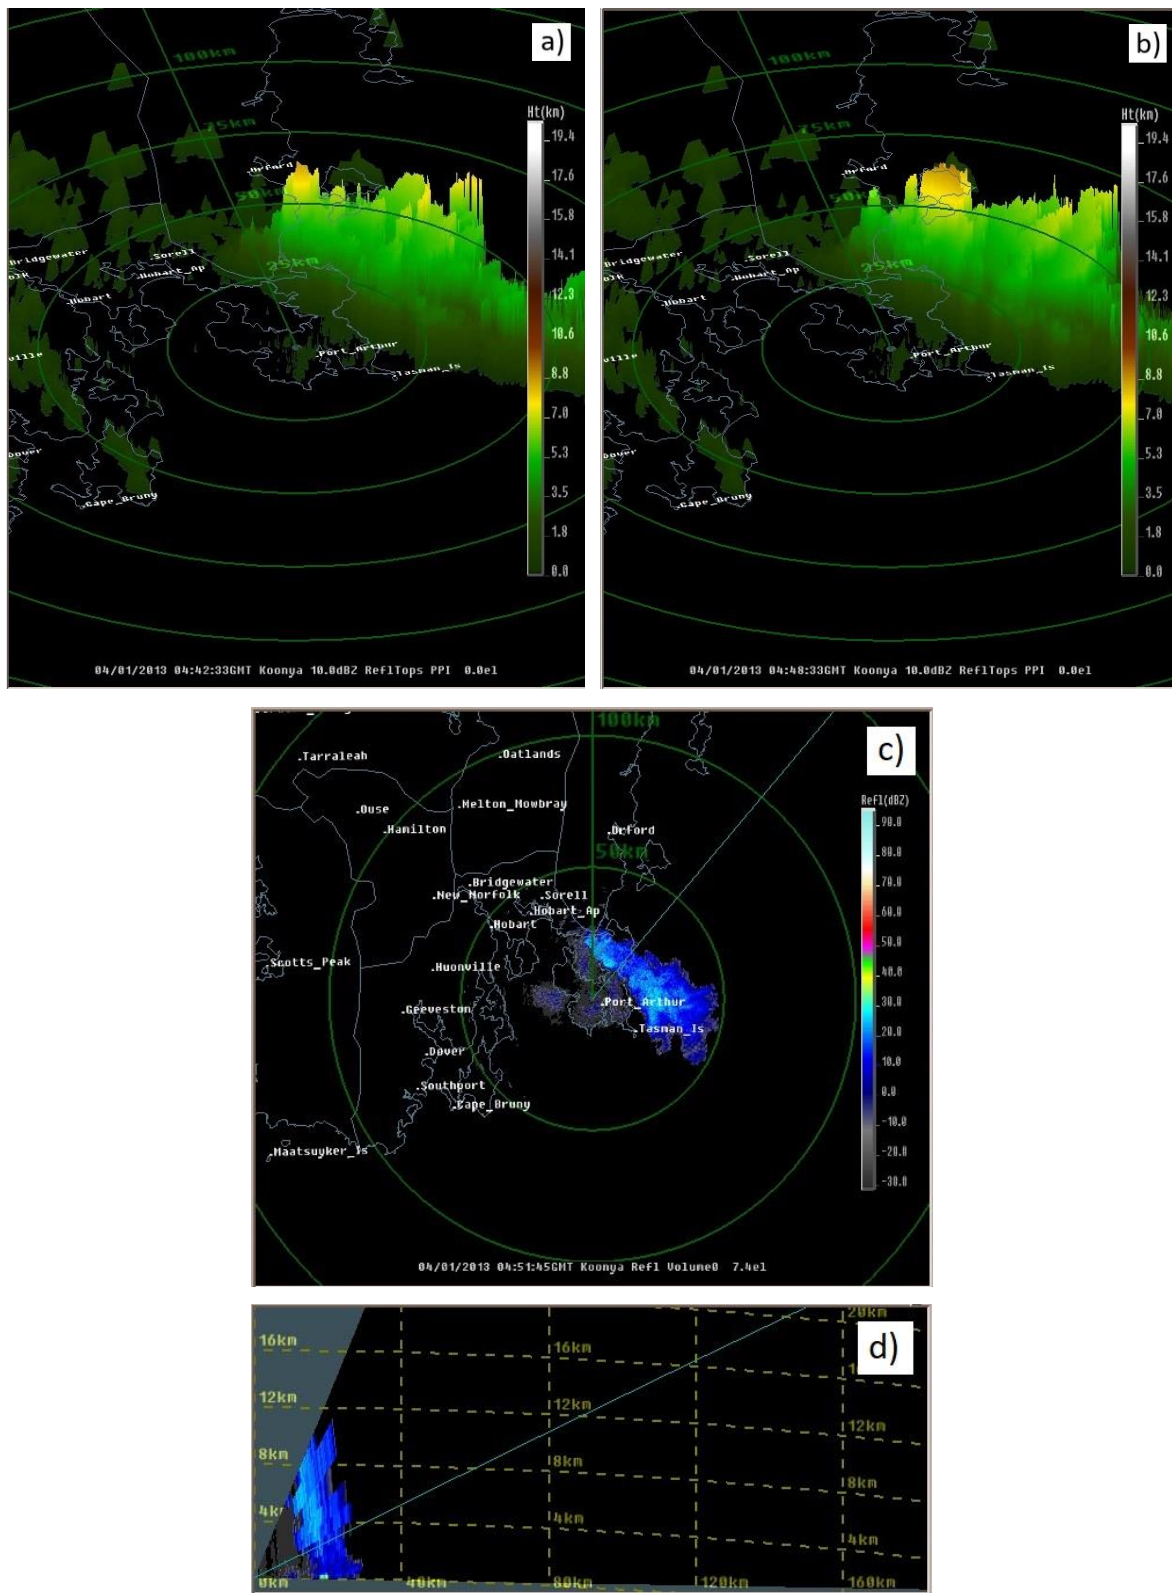 a)
100km
75km
50km
25km
.Orford
Bridgewater
olk
.Sorell
.Hobart_Ap
.Hobart
ville
.Port_Arthur
.Tasman_Is
Dover
.Cape_Bruny
Ht(km)
19.4
17.6
15.8
14.1
12.3
10.6
8.8
7.0
5.3
3.5
1.8
0.0
04/01/2013 04:42:33GMT Koonya 10.0dBZ ReflTops PPI 0.0el
b)
100km
75km
50km
25km
.Orford
Bridgewater
olk
.Sorell
.Hobart_Ap
.Hobart
ville
.Port_Arthur
.Tasman_Is
Dover
.Cape_Bruny
Ht(km)
19.4
17.6
15.8
14.1
12.3
10.6
8.8
7.0
5.3
3.5
1.8
0.0
04/01/2013 04:48:33GMT Koonya 10.0dBZ ReflTops PPI 0.0el
c)
100km
50km
.Tarraleah
.Oatlands
.Ouse
.Melton_Mowbray
.Hamilton
.Orford
.Bridgewater
.New_Norfolk
.Sorell
.Hobart_Ap
.Hobart
.Scotts_Peak
.Huonville
.Geeveston
.Port_Arthur
.Tasman_Is
.Dover
.Southport
.Cape_Bruny
.Maatsuyker_Is
Refl(dBZ)
90.0
80.0
70.0
60.0
50.0
40.0
30.0
20.0
10.0
0.0
-10.0
-20.0
-30.0
04/01/2013 04:51:45GMT Koonya Refl Volume0 7.4el
d)
20km
16km
16km
12km
12km
12km
8km
8km
8km
4k
4km
4km
0km
40km
80km
120km
160km